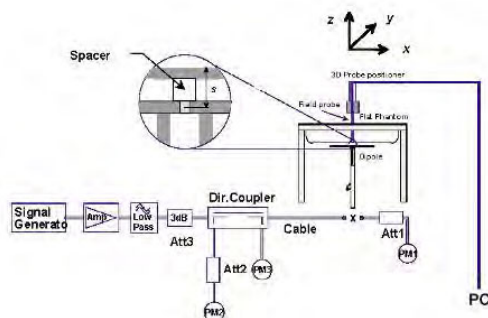 z
y
x
Spacer
s
3D Probe positioner
Field probe
Flat Phantom
Dipole
Dir.Coupler
Signal
Generato
Amp
Low
Pass
3dB
Att3
Cable
x
Att1
Att2
PM3
PM1
PM2
PC